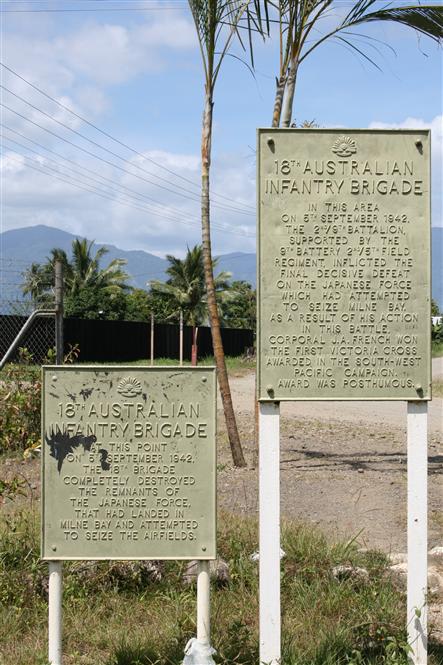 18TH AUSTRALIAN
INFANTRY BRIGADE
AT THIS POINT
ON 5TH SEPTEMBER 1942,
THE 18TH BRIGADE
COMPLETELY DESTROYED
THE REMNANTS OF
THE JAPANESE FORCE,
THAT HAD LANDED IN
MILNE BAY AND ATTEMPTED
TO SEIZE THE AIRFIELDS.
18TH AUSTRALIAN
INFANTRY BRIGADE
IN THIS AREA
ON 5TH SEPTEMBER 1942,
THE 2ND/9TH BATTALION,
SUPPORTED BY THE
9TH BATTERY 2ND/5TH FIELD
REGIMENT INFLICTED THE
FINAL DECISIVE DEFEAT
ON THE JAPANESE FORCE
WHICH HAD ATTEMPTED
TO SEIZE MILNE BAY.
AS A RESULT OF HIS ACTION
IN THIS BATTLE.
CORPORAL J.A. FRENCH WON
THE FIRST VICTORIA CROSS
AWARDED IN THE SOUTH-WEST
PACIFIC CAMPAIGN.
AWARD WAS POSTHUMOUS.